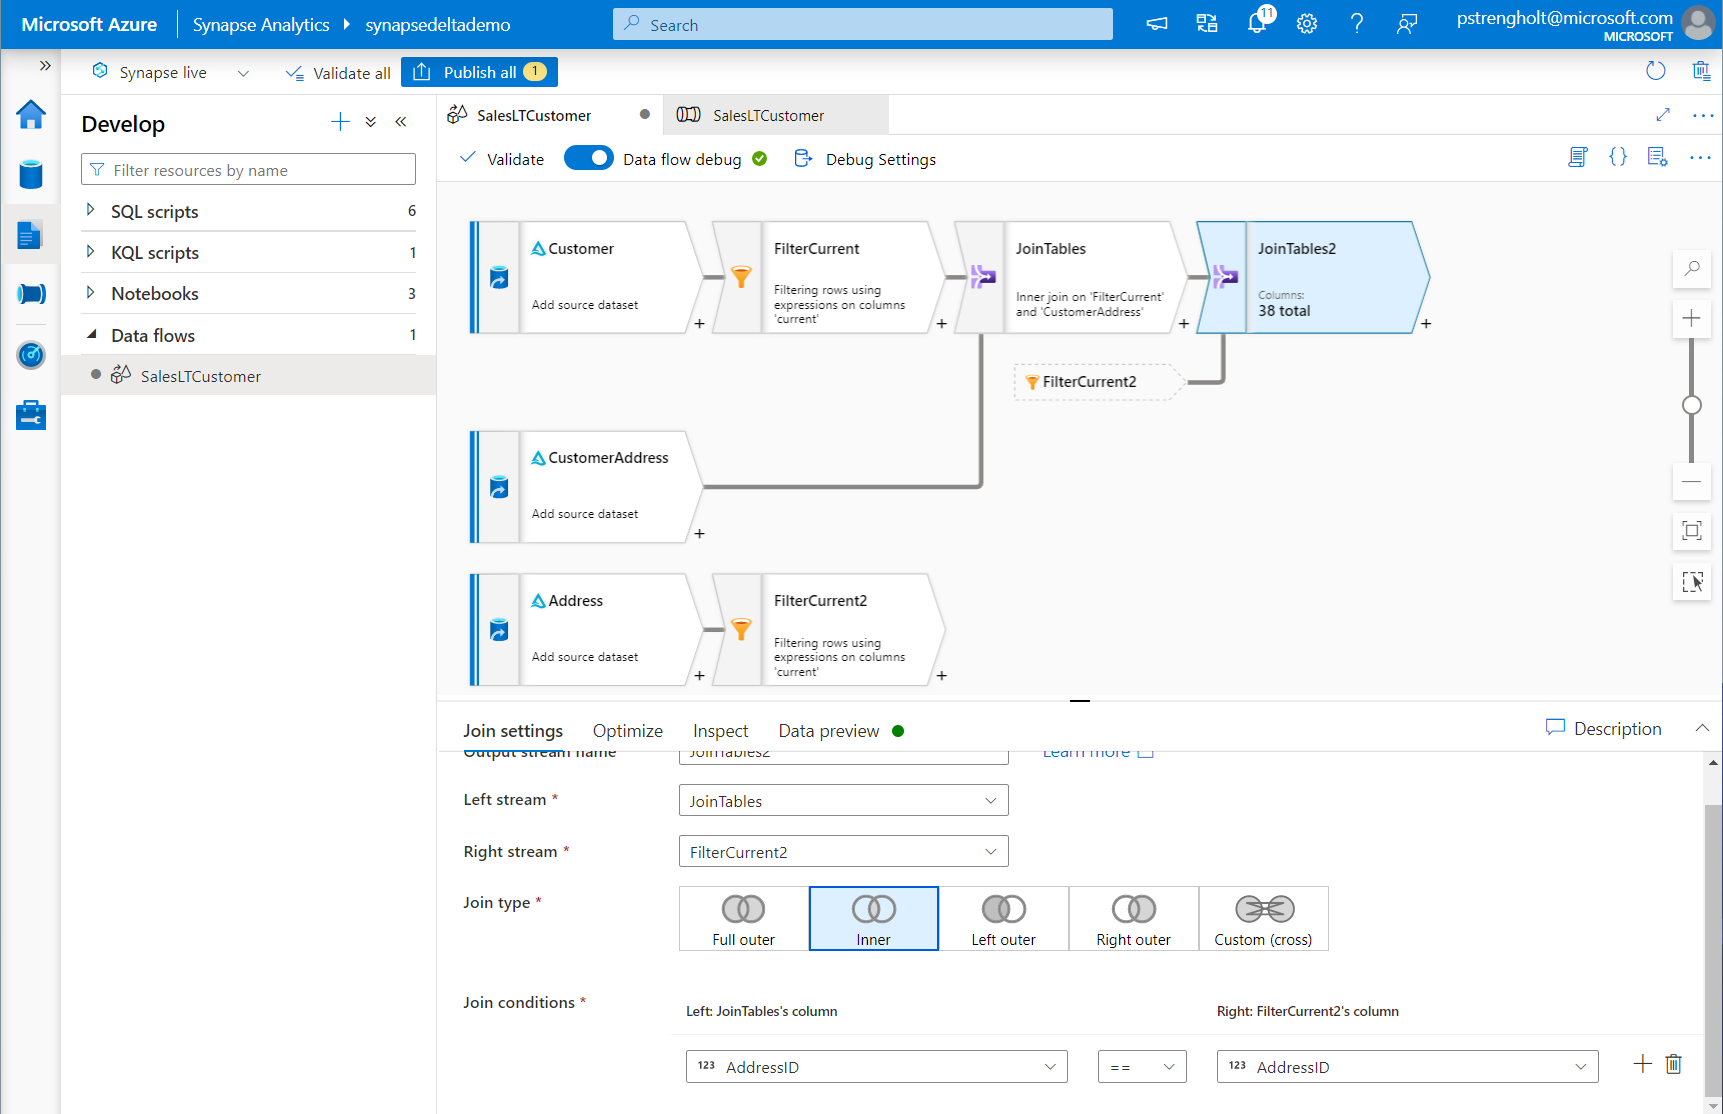 Microsoft Azure
Synapse Analytics
synapsedeltademo
Search
11
pstrengholt@microsoft.com
MICROSOFT
Synapse live
Validate all
Publish all
1
Develop
Filter resources by name
SQL scripts
6
KQL scripts
1
Notebooks
3
Data flows
1
SalesLTCustomer
SalesLTCustomer
SalesLTCustomer
Validate
Data flow debug
Debug Settings
Customer
Add source dataset
+
FilterCurrent
Filtering rows using
expressions on columns
'current'
+
JoinTables
Inner join on 'FilterCurrent'
and 'CustomerAddress'
+
JoinTables2
Columns:
38 total
+
FilterCurrent2
CustomerAddress
Add source dataset
+
Address
Add source dataset
+
FilterCurrent2
Filtering rows using
expressions on columns
'current'
+
Join settings
Optimize
Inspect
Data preview
Description
Output stream name
JoinTables2
Learn more
Left stream *
JoinTables
Right stream *
FilterCurrent2
Join type *
Full outer
Inner
Left outer
Right outer
Custom (cross)
Join conditions *
Left: JoinTables's column
Right: FilterCurrent2's column
123 AddressID
==
123 AddressID